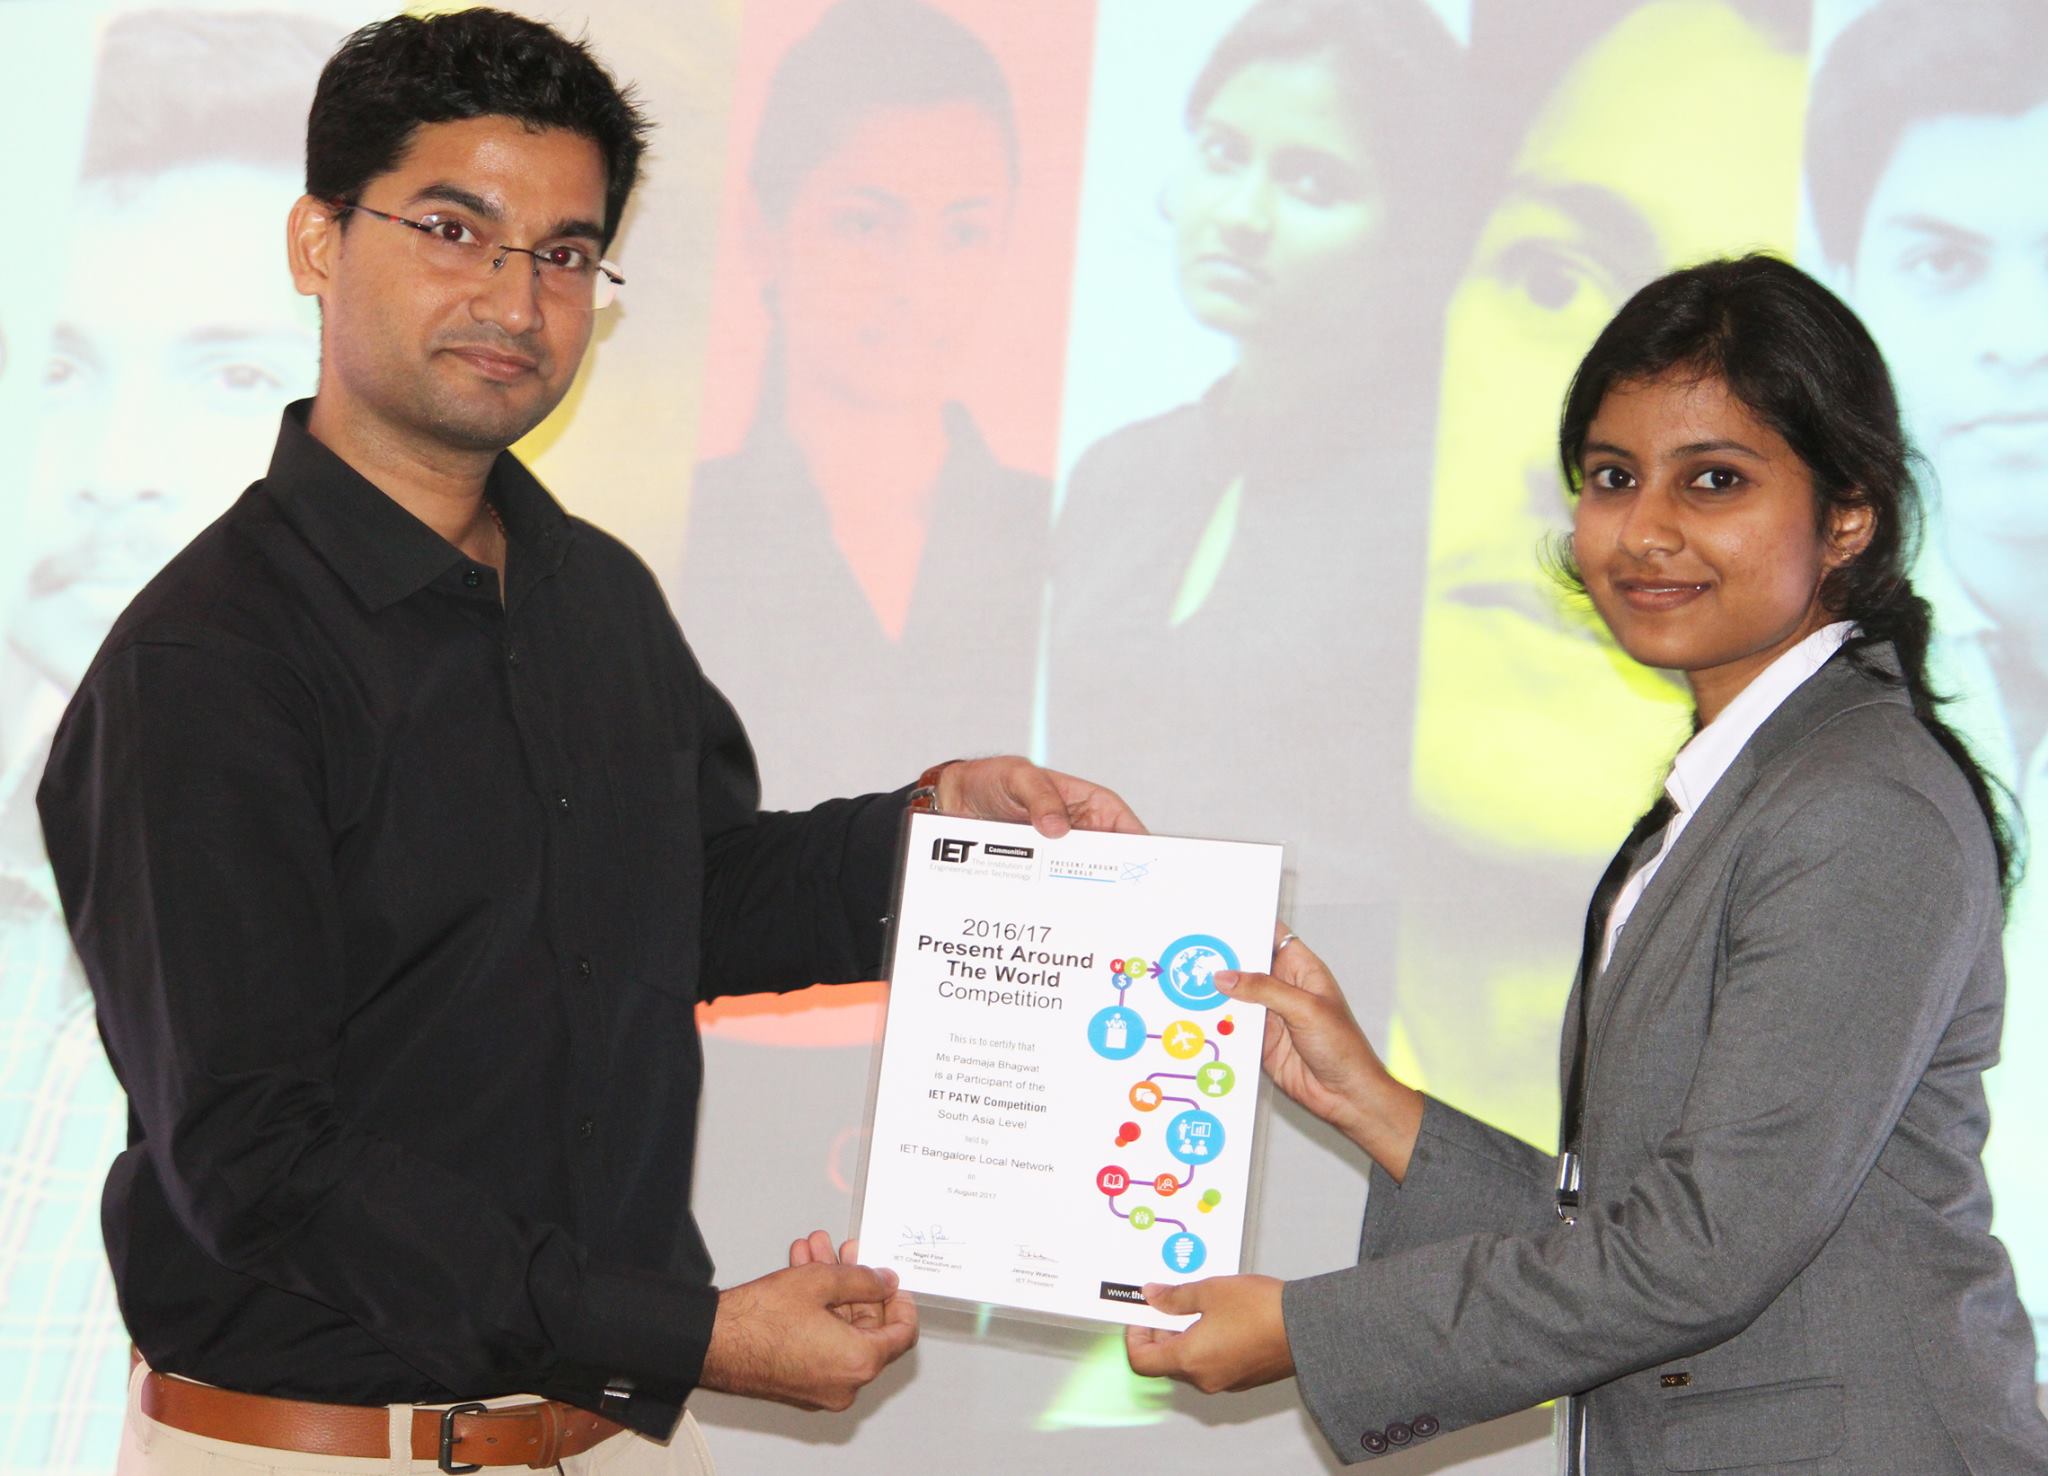 IET Communities
The Institution of
Engineering and Technology
PRESENT AROUND
THE WORLD
2016/17
Present Around
The World
Competition
This is to certify that
Ms Padmaja Bhagwat
is a Participant of the
IET PATW Competition
South Asia Level
held by
IET Bangalore Local Network
on
5 August 2017
Nigel Fine
IET Chief Executive and
Secretary
Jeremy Watson
IET President
www.the
¥ £
$